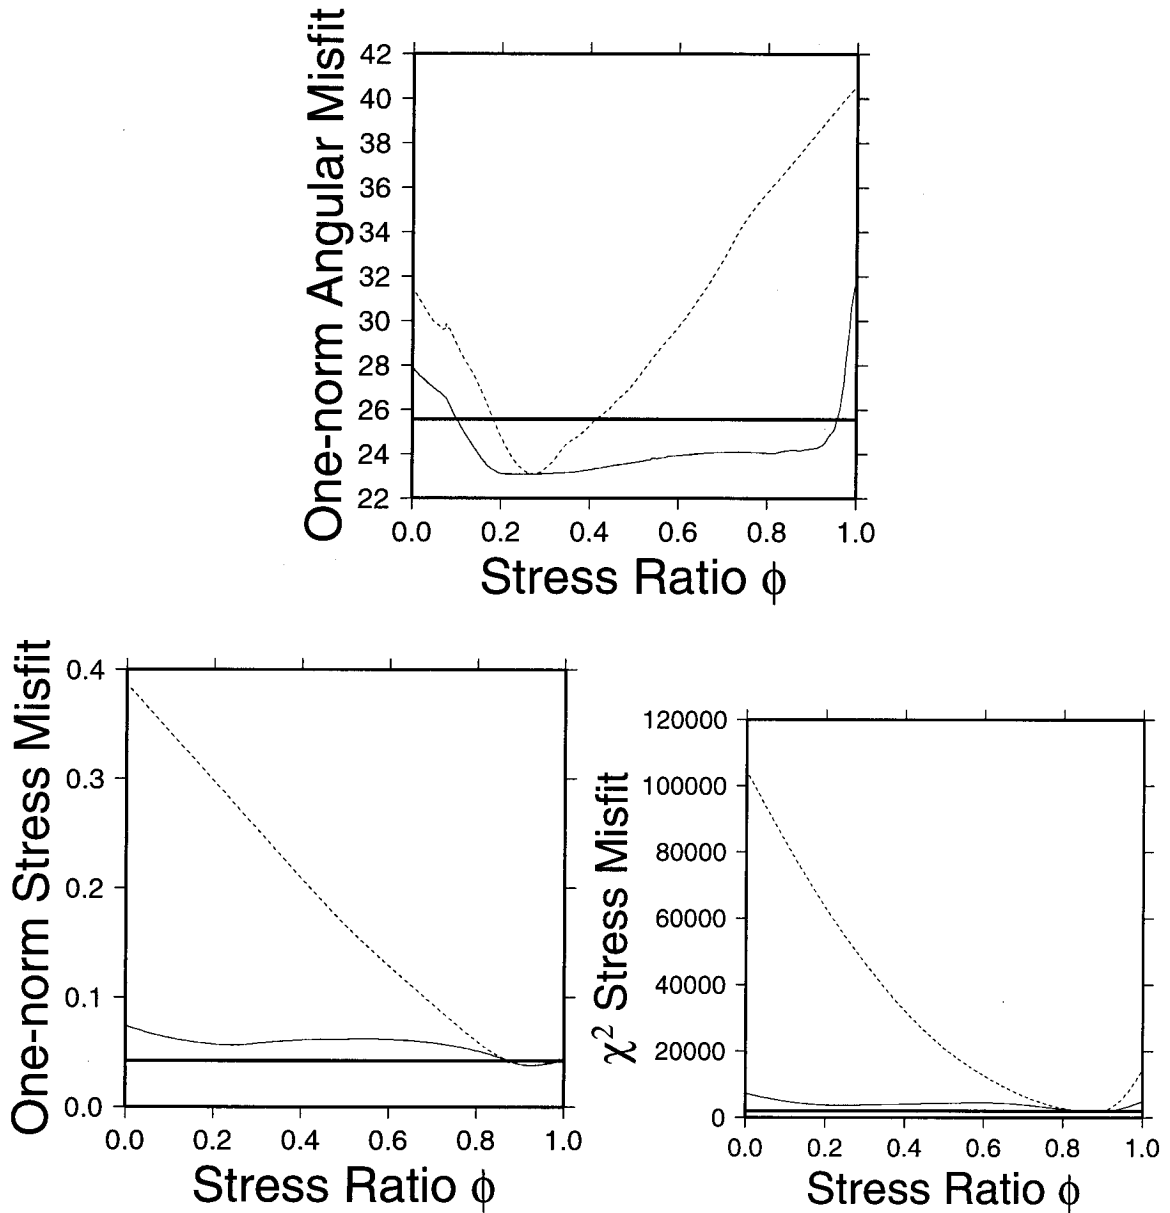 One-norm Angular Misfit
42
40
38
36
34
32
30
28
26
24
22
0.0 0.2 0.4 0.6 0.8 1.0
Stress Ratio ϕ
One-norm Stress Misfit
0.4
0.3
0.2
0.1
0.0
0.0 0.2 0.4 0.6 0.8 1.0
Stress Ratio ϕ
χ² Stress Misfit
120000
100000
80000
60000
40000
20000
0
0.0 0.2 0.4 0.6 0.8 1.0
Stress Ratio ϕ